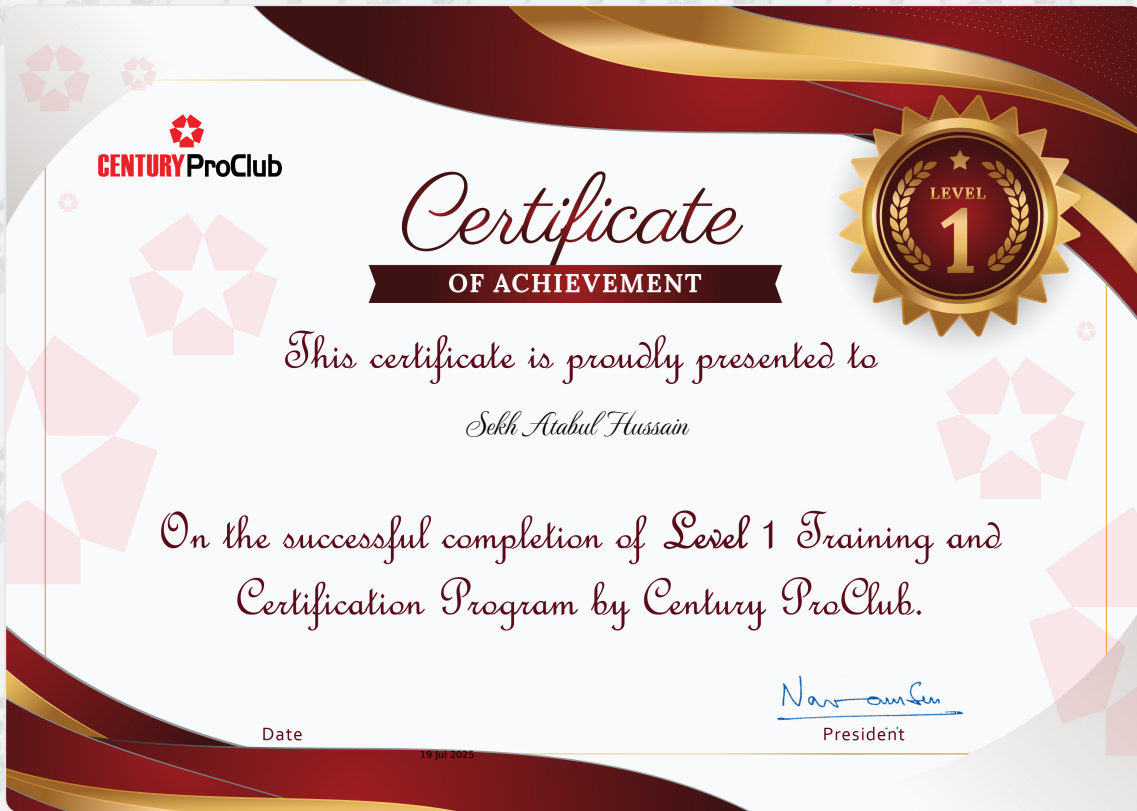 CENTURY ProClub
LEVEL
1
Certificate
OF ACHIEVEMENT
This certificate is proudly presented to
Sekh Atabul Hussain
On the successful completion of Level 1 Training and
Certification Program by Century ProClub.
Date
President
19 Jul 2025